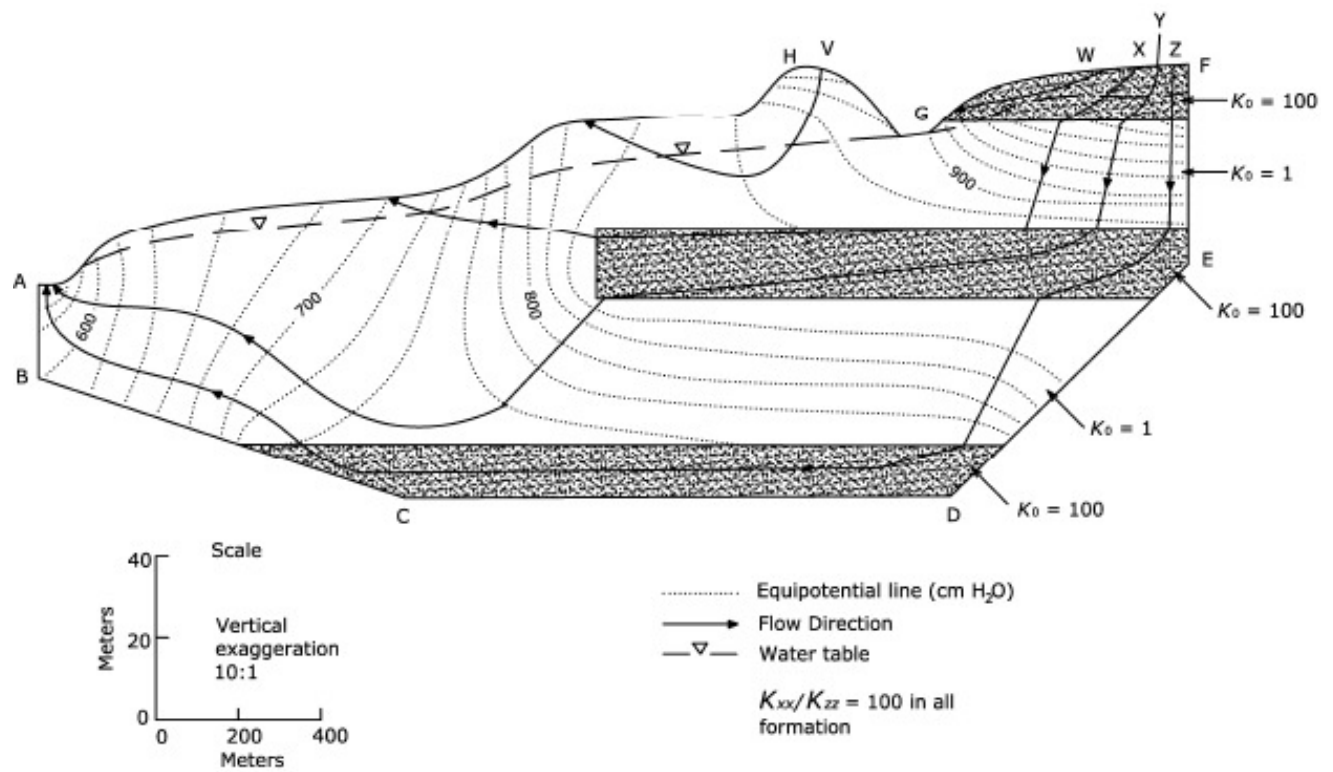 Y
H V W X Z F
K₀ = 100
G
900
K₀ = 1
A
700
800
E
600
K₀ = 100
B
K₀ = 1
C
D
K₀ = 100
40
Scale
Meters
20
Vertical
exaggeration
10:1
0
0 200 400
Meters
Equipotential line (cm H₂O)
Flow Direction
Water table
Kxx/Kzz = 100 in all
formation